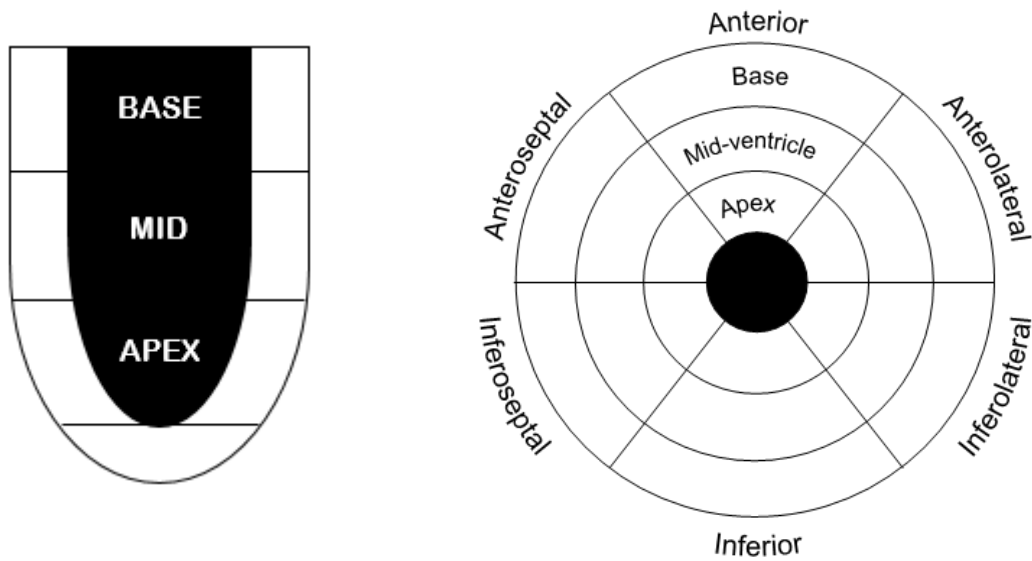 BASE
MID
APEX
Anterior
Base
Mid-ventricle
Apex
Anteroseptal
Anterolateral
Inferoseptal
Inferolateral
Inferior